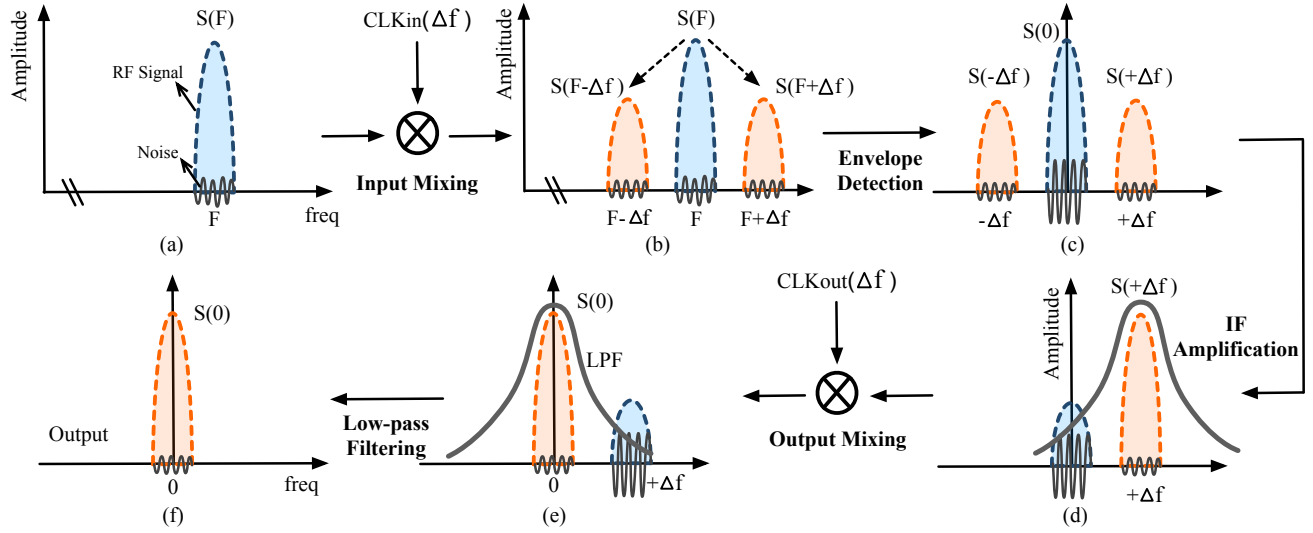 Amplitude
S(F)
RF Signal
Noise
F
freq
(a)
CLKin(Δf)
Input Mixing
Amplitude
S(F)
S(F-Δf)
S(F+Δf)
F-Δf
F
F+Δf
(b)
Envelope
Detection
S(0)
S(-Δf)
S(+Δf)
-Δf
+Δf
(c)
IF
Amplification
Amplitude
S(+Δf)
+Δf
(d)
CLKout(Δf)
Output Mixing
S(0)
LPF
0
+Δf
(e)
Low-pass
Filtering
S(0)
Output
0
freq
(f)